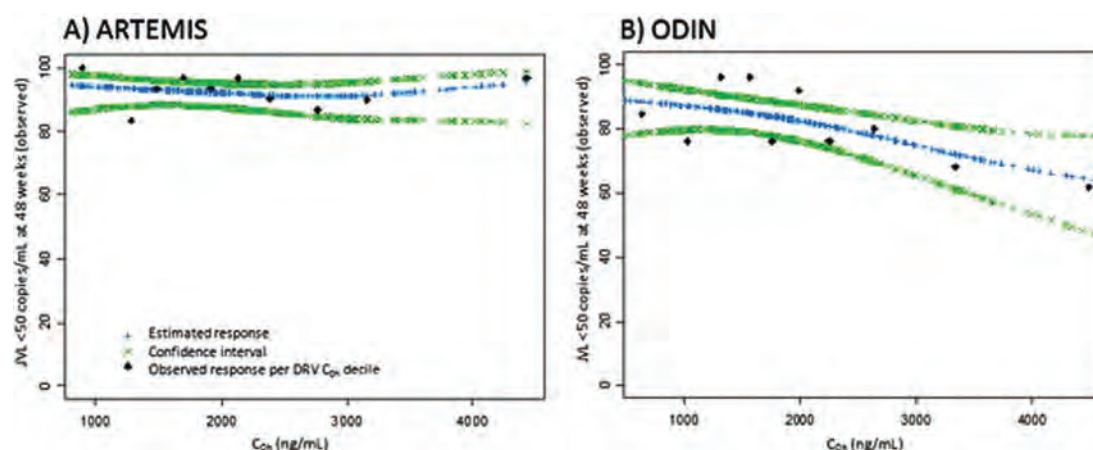 A) ARTEMIS
JVL <50 copies/mL at 48 weeks (observed)
100
80
60
40
20
0
Estimated response
Confidence interval
Observed response per DRV C0h decile
1000
2000
3000
4000
C0h (ng/mL)
B) ODIN
JVL <50 copies/mL at 48 weeks (observed)
100
80
60
40
20
0
1000
2000
3000
4000
C0h (ng/mL)